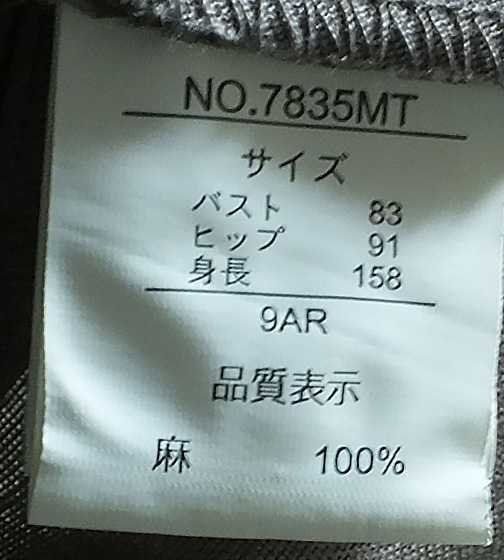 NO.7835MT
サイズ
バスト 83
ヒップ 91
身長 158
9AR
品質表示
麻 100%